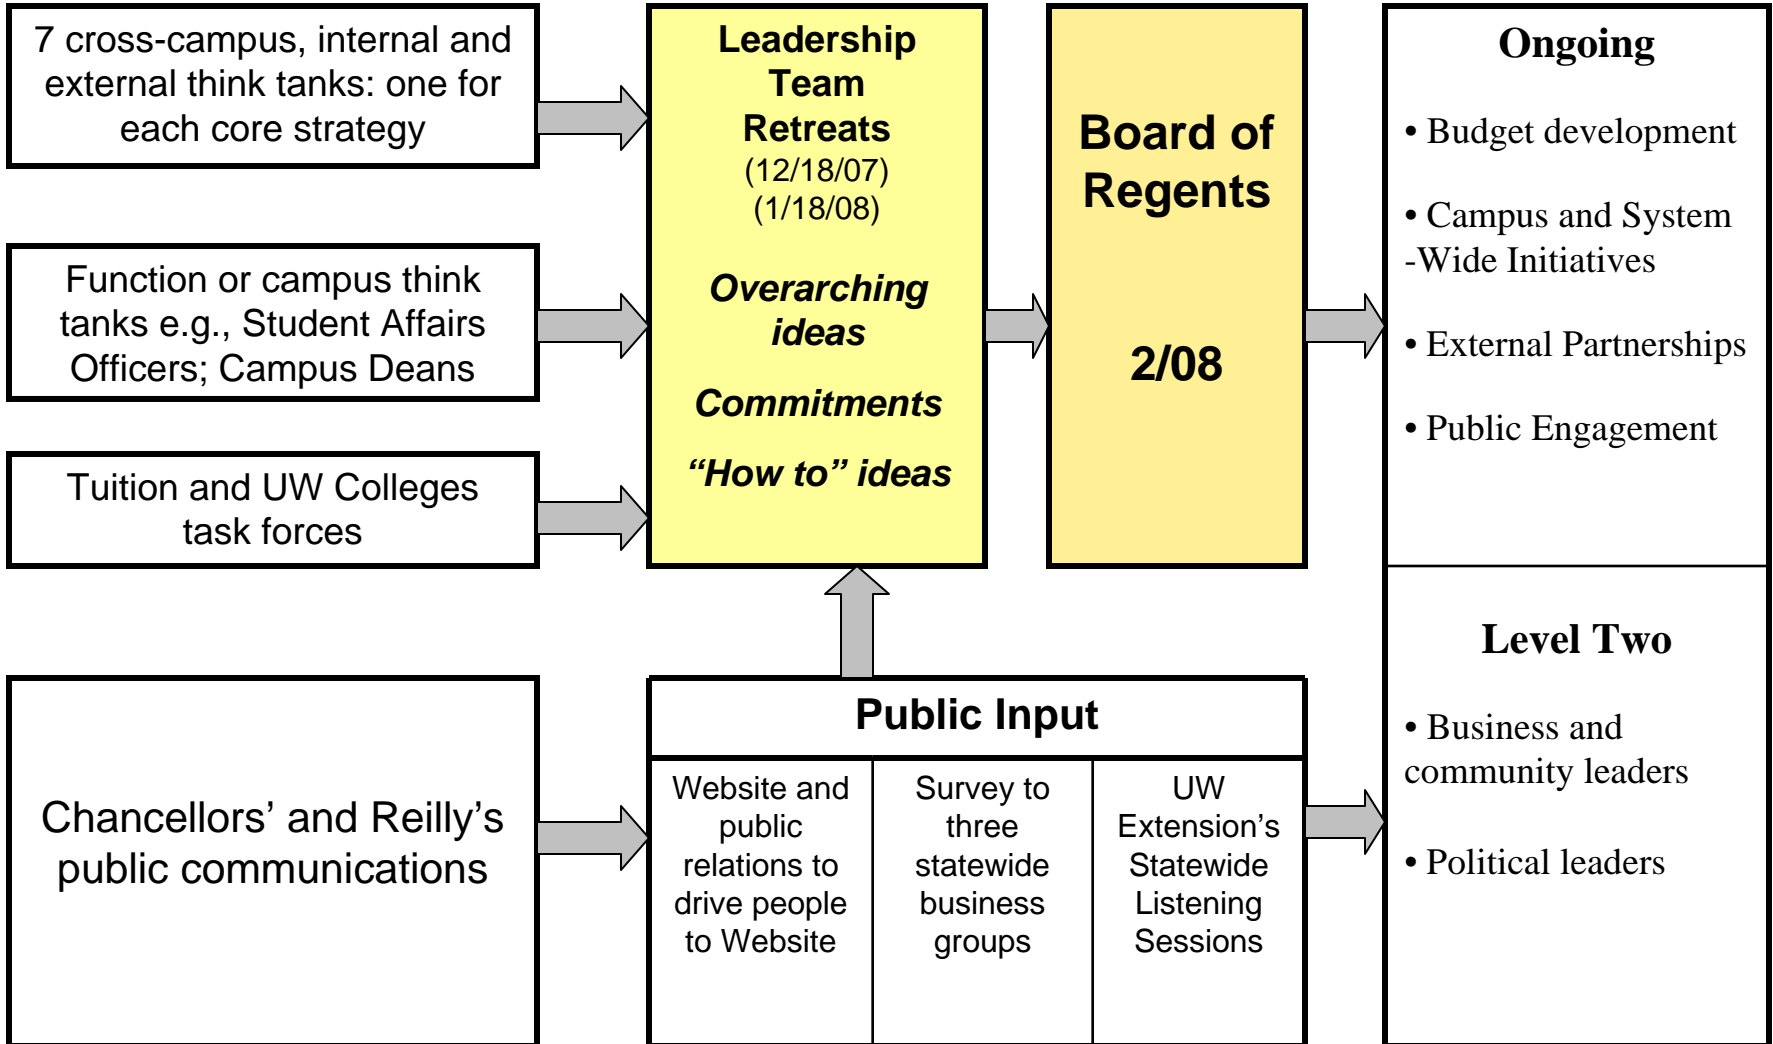 7 cross-campus, internal and
external think tanks: one for
each core strategy
Function or campus think
tanks e.g., Student Affairs
Officers; Campus Deans
Tuition and UW Colleges
task forces
Chancellors’ and Reilly’s
public communications
Leadership
Team
Retreats
(12/18/07)
(1/18/08)
Overarching
ideas
Commitments
“How to” ideas
Board of
Regents
2/08
Public Input
Website and
public
relations to
drive people
to Website
Survey to
three
statewide
business
groups
UW
Extension’s
Statewide
Listening
Sessions
Ongoing
• Budget development
• Campus and System
-Wide Initiatives
• External Partnerships
• Public Engagement
Level Two
• Business and
community leaders
• Political leaders